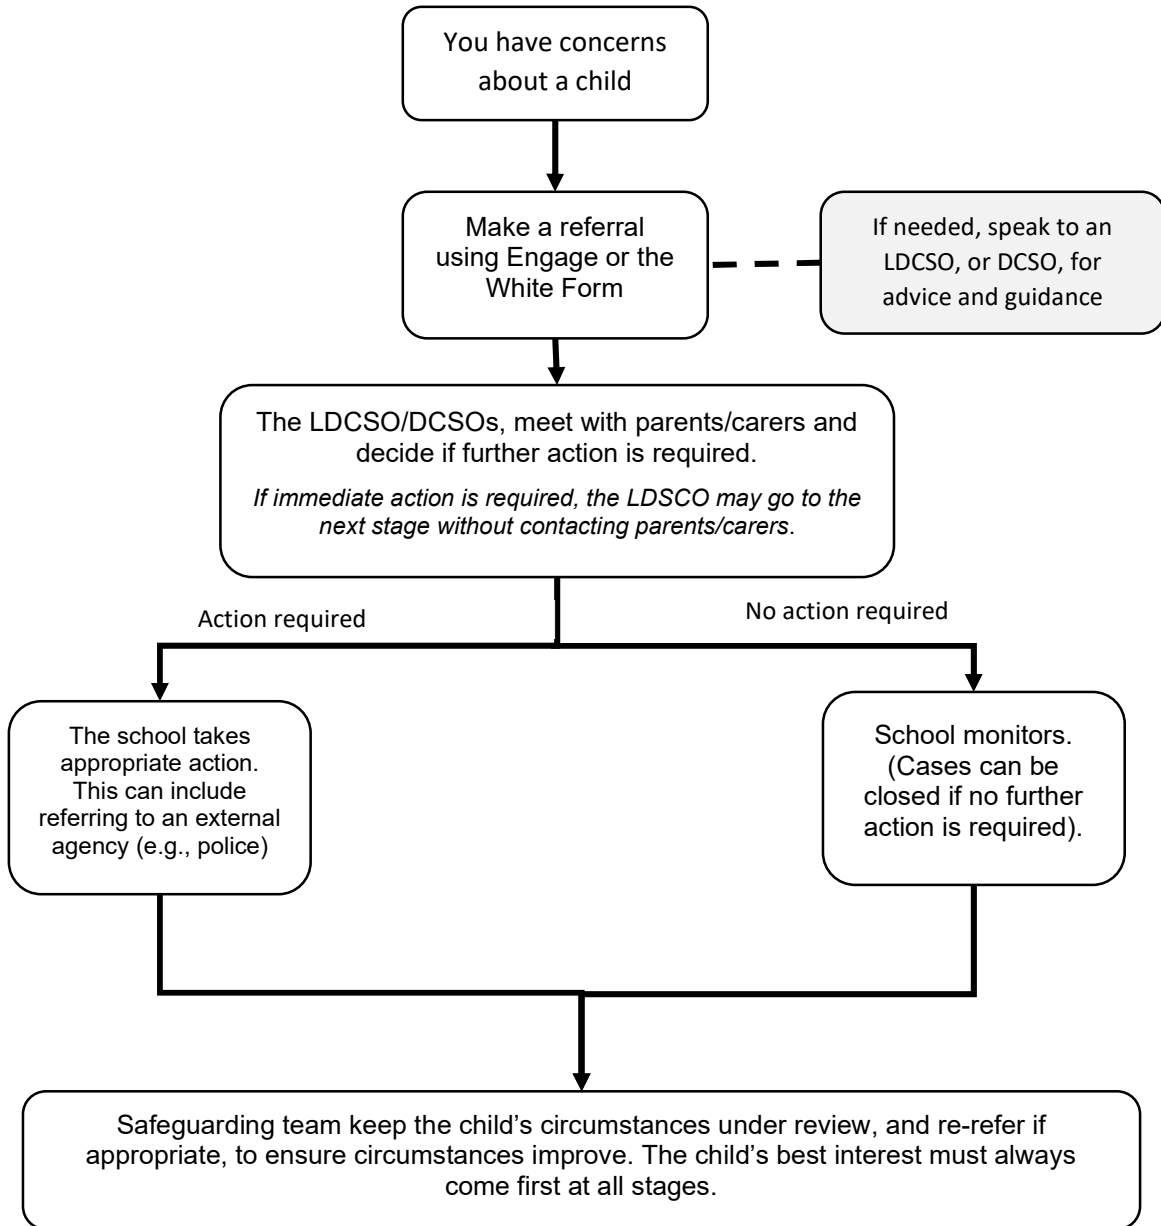 You have concerns
about a child
Make a referral
using Engage or the
White Form
If needed, speak to an
LDCSO, or DCSO, for
advice and guidance
The LDCSO/DCSOs, meet with parents/carers and
decide if further action is required.
If immediate action is required, the LDSCO may go to the
next stage without contacting parents/carers.
Action required
No action required
The school takes
appropriate action.
This can include
referring to an external
agency (e.g., police)
School monitors.
(Cases can be
closed if no further
action is required).
Safeguarding team keep the child’s circumstances under review, and re-refer if
appropriate, to ensure circumstances improve. The child’s best interest must always
come first at all stages.